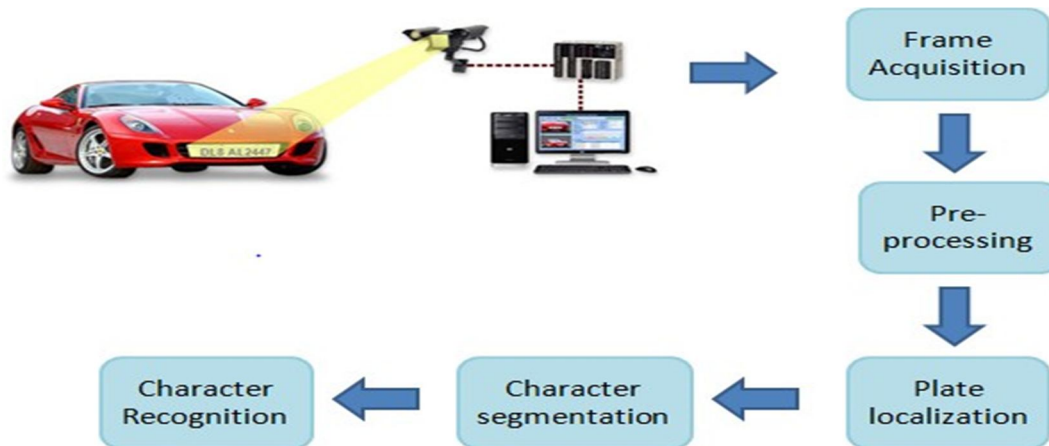 DL8 AL2447
Frame
Acquisition
Pre-
processing
Plate
localization
Character
segmentation
Character
Recognition